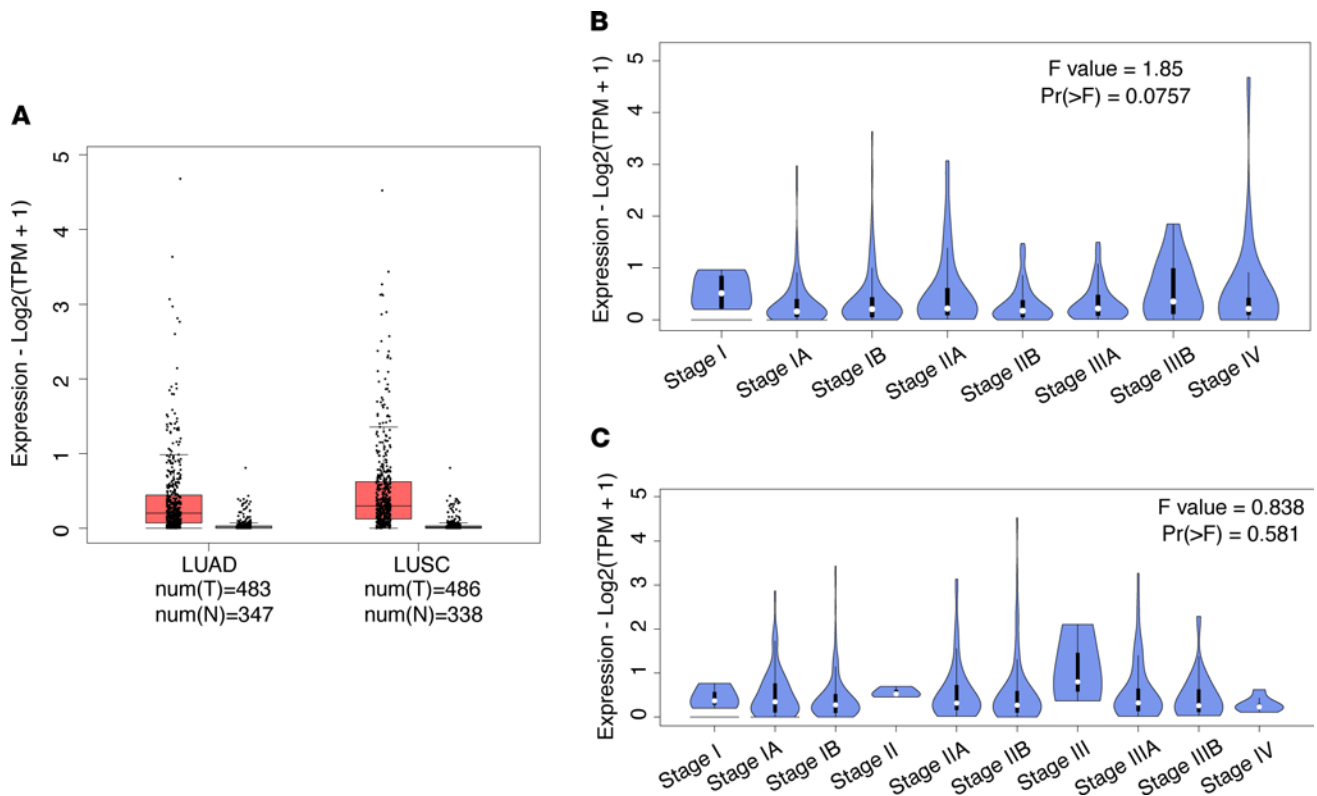 A
Expression - Log2(TPM + 1)
5
4
3
2
1
0
LUAD
num(T)=483
num(N)=347
LUSC
num(T)=486
num(N)=338
B
Expression - Log2(TPM + 1)
5
4
3
2
1
0
F value = 1.85
Pr(>F) = 0.0757
Stage I
Stage IA
Stage IB
Stage IIA
Stage IIB
Stage IIIA
Stage IIIB
Stage IV
C
Expression - Log2(TPM + 1)
5
4
3
2
1
0
F value = 0.838
Pr(>F) = 0.581
Stage I
Stage IA
Stage IB
Stage II
Stage IIA
Stage IIB
Stage III
Stage IIIA
Stage IIIB
Stage IV